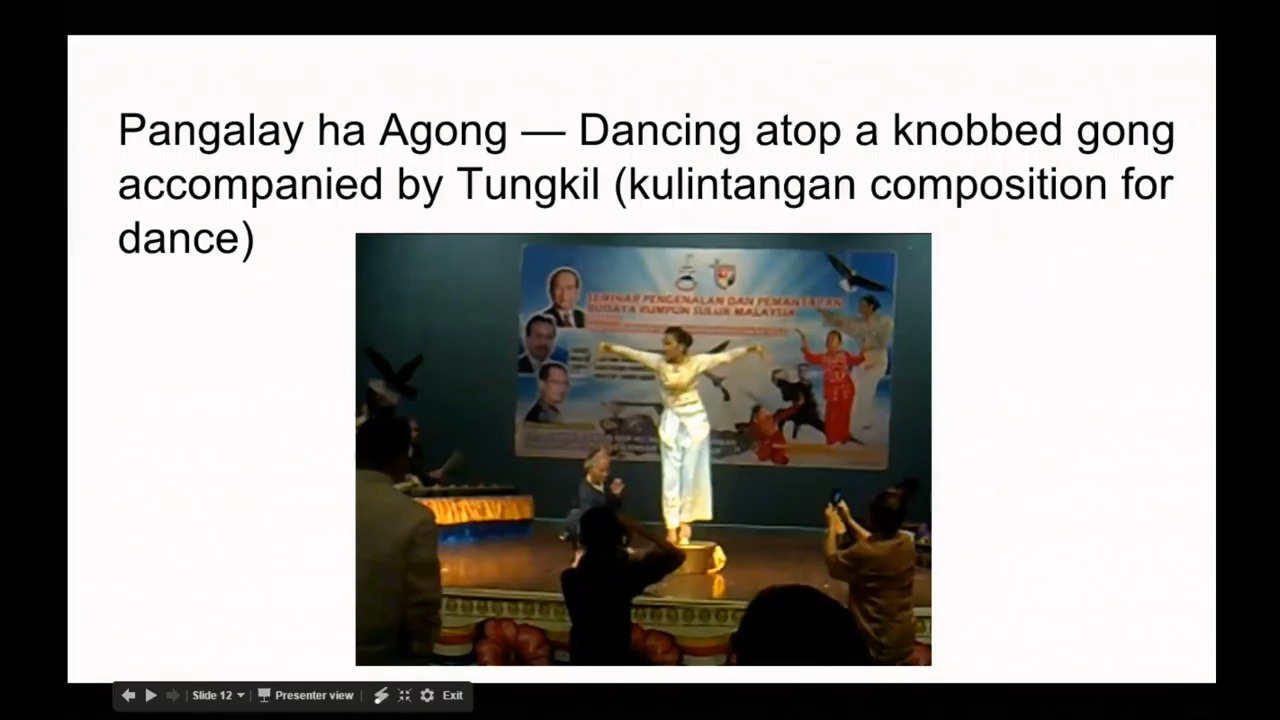 Pangalay ha Agong — Dancing atop a knobbed gong
accompanied by Tungkil (kulintangan composition for
dance)
SEMINAR PENGENALAN DAN PEMANTAPAN
BUDAYA RUMPUN SULUK MALAYSIA
Slide 12
Presenter view
Exit